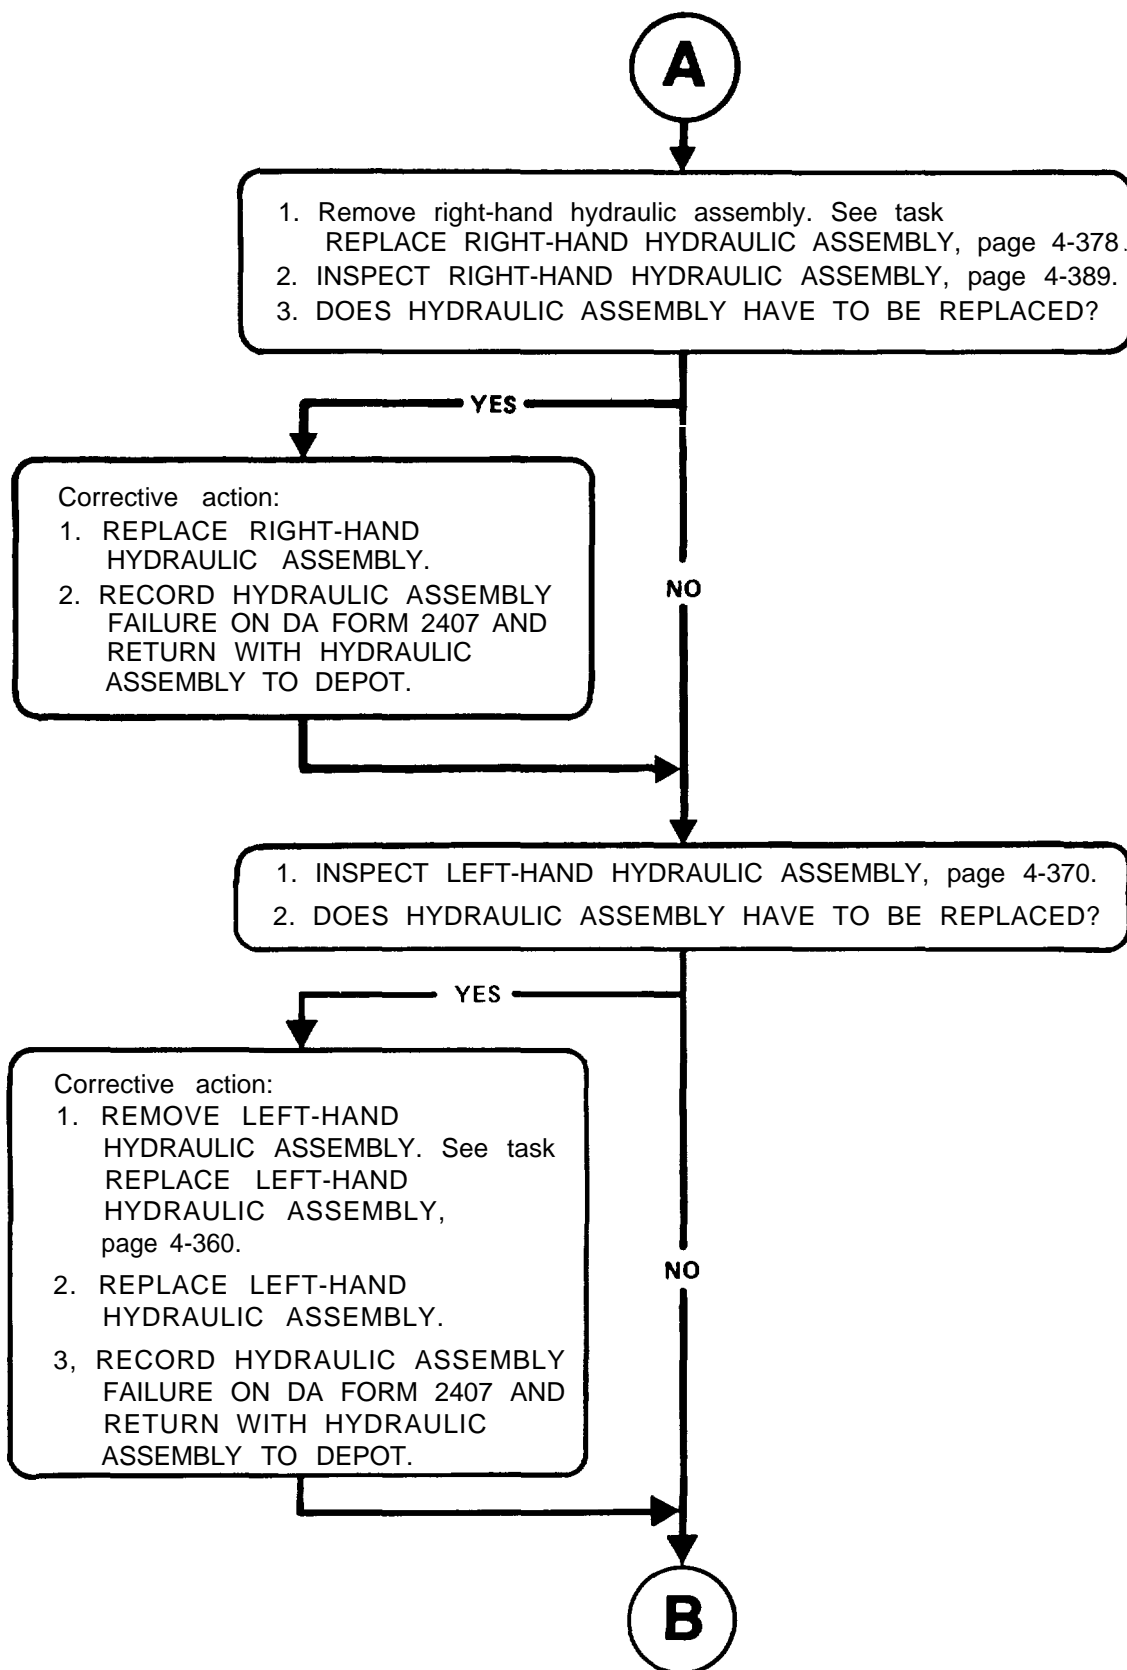 A
1. Remove right-hand hydraulic assembly. See task
REPLACE RIGHT-HAND HYDRAULIC ASSEMBLY, page 4-378.
2. INSPECT RIGHT-HAND HYDRAULIC ASSEMBLY, page 4-389.
3. DOES HYDRAULIC ASSEMBLY HAVE TO BE REPLACED?
YES
Corrective action:
1. REPLACE RIGHT-HAND
HYDRAULIC ASSEMBLY.
2. RECORD HYDRAULIC ASSEMBLY
FAILURE ON DA FORM 2407 AND
RETURN WITH HYDRAULIC
ASSEMBLY TO DEPOT.
NO
1. INSPECT LEFT-HAND HYDRAULIC ASSEMBLY, page 4-370.
2. DOES HYDRAULIC ASSEMBLY HAVE TO BE REPLACED?
YES
Corrective action:
1. REMOVE LEFT-HAND
HYDRAULIC ASSEMBLY. See task
REPLACE LEFT-HAND
HYDRAULIC ASSEMBLY,
page 4-360.
2. REPLACE LEFT-HAND
HYDRAULIC ASSEMBLY.
3, RECORD HYDRAULIC ASSEMBLY
FAILURE ON DA FORM 2407 AND
RETURN WITH HYDRAULIC
ASSEMBLY TO DEPOT.
NO
B